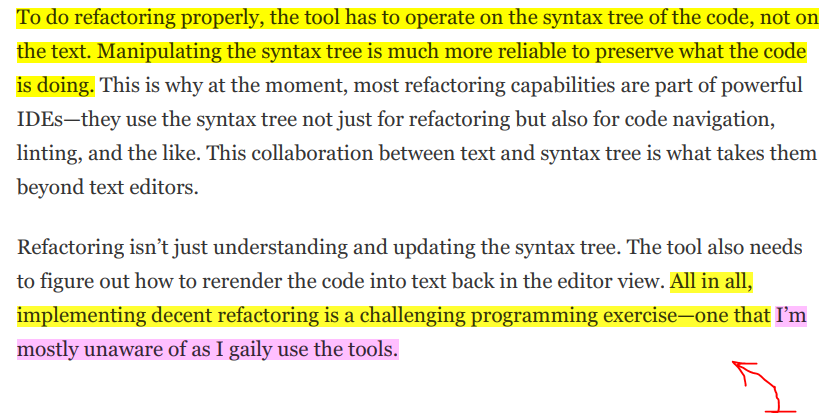 To do refactoring properly, the tool has to operate on the syntax tree of the code, not on
the text. Manipulating the syntax tree is much more reliable to preserve what the code
is doing. This is why at the moment, most refactoring capabilities are part of powerful
IDEs—they use the syntax tree not just for refactoring but also for code navigation,
linting, and the like. This collaboration between text and syntax tree is what takes them
beyond text editors.
Refactoring isn’t just understanding and updating the syntax tree. The tool also needs
to figure out how to rerender the code into text back in the editor view. All in all,
implementing decent refactoring is a challenging programming exercise—one that I’m
mostly unaware of as I gaily use the tools.